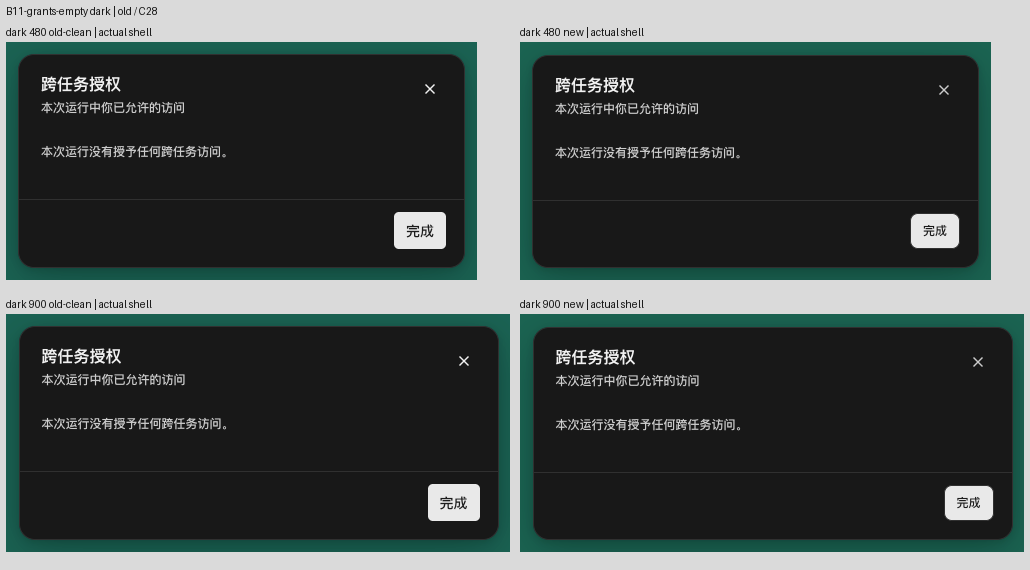 B11-grants-empty dark | old / C28
dark 480 old-clean | actual shell
dark 480 new | actual shell
跨任务授权
本次运行中你已允许的访问
本次运行没有授予任何跨任务访问。
完成
跨任务授权
本次运行中你已允许的访问
本次运行没有授予任何跨任务访问。
完成
dark 900 old-clean | actual shell
dark 900 new | actual shell
跨任务授权
本次运行中你已允许的访问
本次运行没有授予任何跨任务访问。
完成
跨任务授权
本次运行中你已允许的访问
本次运行没有授予任何跨任务访问。
完成